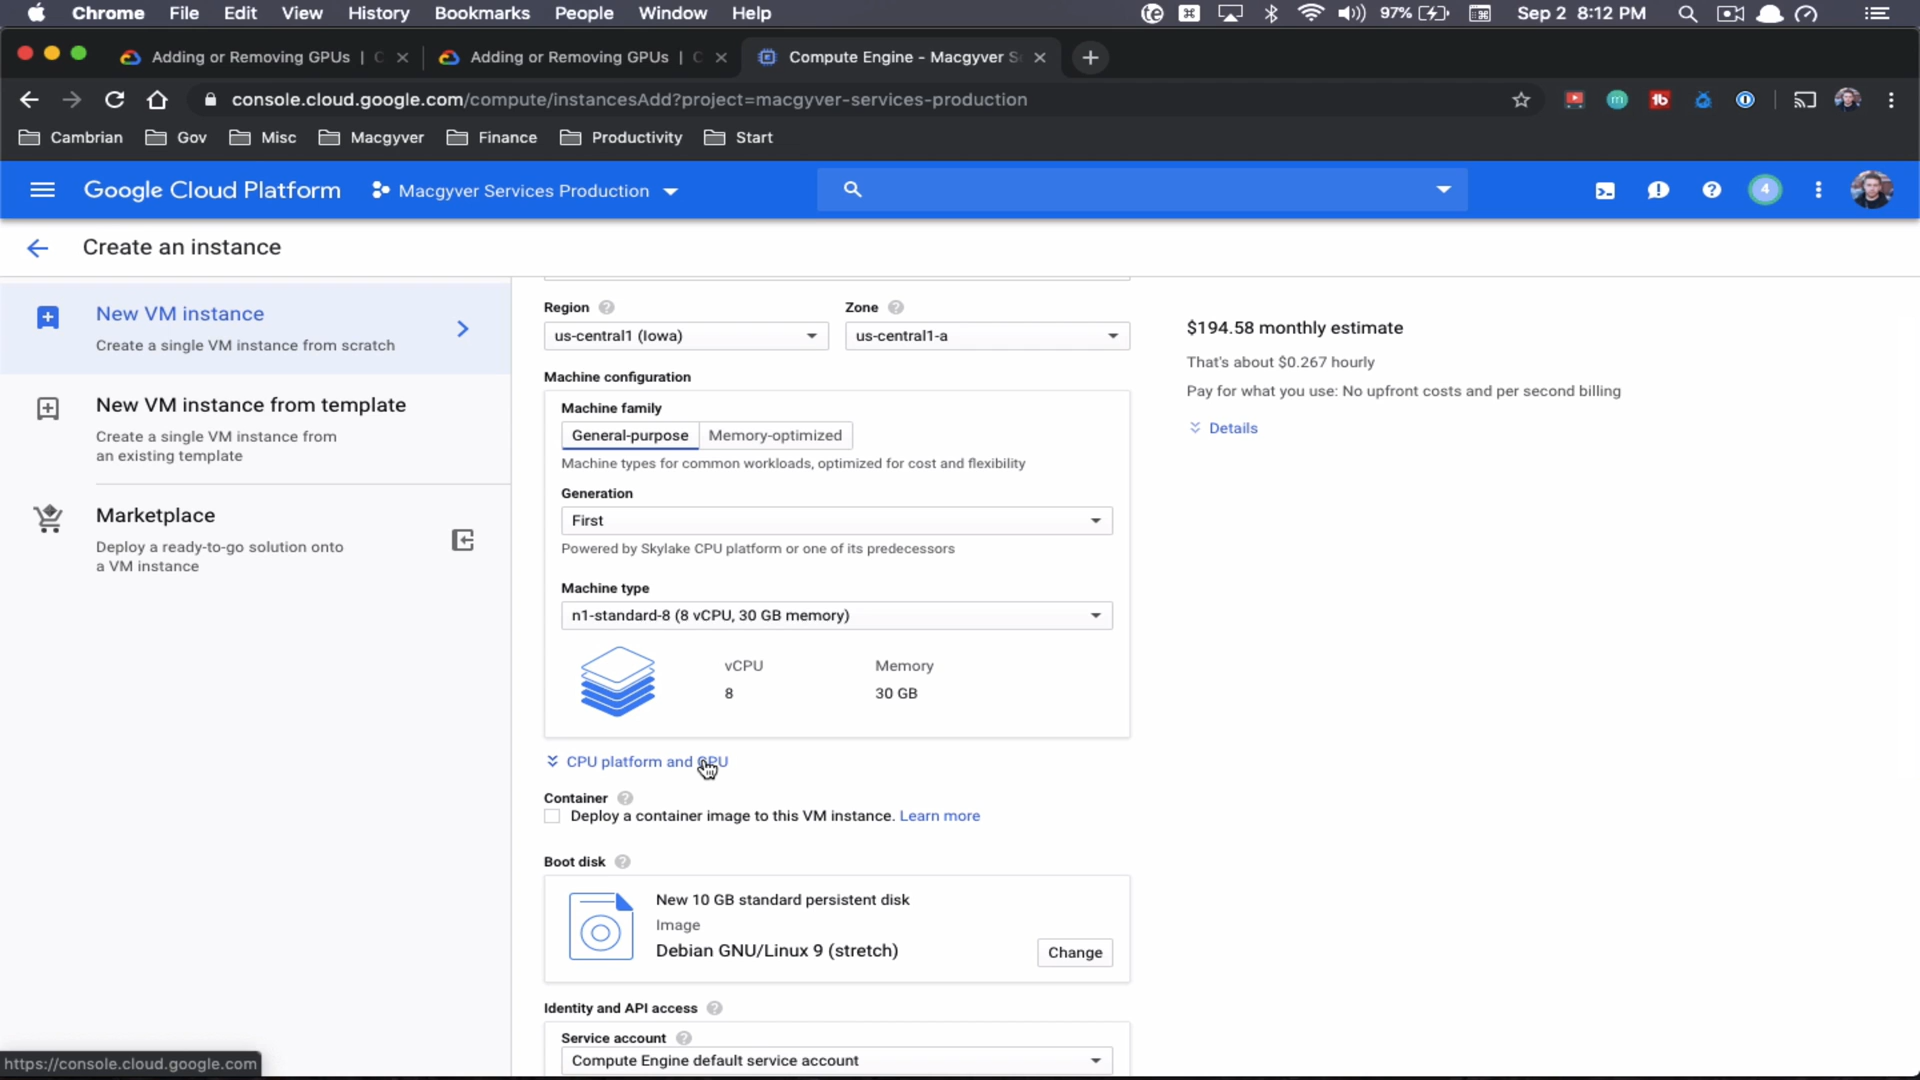 Chrome File Edit View History Bookmarks People Window Help
97% Sep 2 8:12 PM
Adding or Removing GPUs | C
Adding or Removing GPUs | C
Compute Engine - Macgyver S
console.cloud.google.com/compute/instancesAdd?project=macgyver-services-production
Cambrian Gov Misc Macgyver Finance Productivity Start
Google Cloud Platform
Macgyver Services Production
4
Create an instance
New VM instance
Create a single VM instance from scratch
New VM instance from template
Create a single VM instance from
an existing template
Marketplace
Deploy a ready-to-go solution onto
a VM instance
Region
Zone
us-central1 (Iowa)
us-central1-a
Machine configuration
Machine family
General-purpose
Memory-optimized
Machine types for common workloads, optimized for cost and flexibility
Generation
First
Powered by Skylake CPU platform or one of its predecessors
Machine type
n1-standard-8 (8 vCPU, 30 GB memory)
vCPU
Memory
8
30 GB
CPU platform and GPU
Container
Deploy a container image to this VM instance. Learn more
Boot disk
New 10 GB standard persistent disk
Image
Debian GNU/Linux 9 (stretch)
Change
Identity and API access
Service account
Compute Engine default service account
$194.58 monthly estimate
That's about $0.267 hourly
Pay for what you use: No upfront costs and per second billing
Details
https://console.cloud.google.com